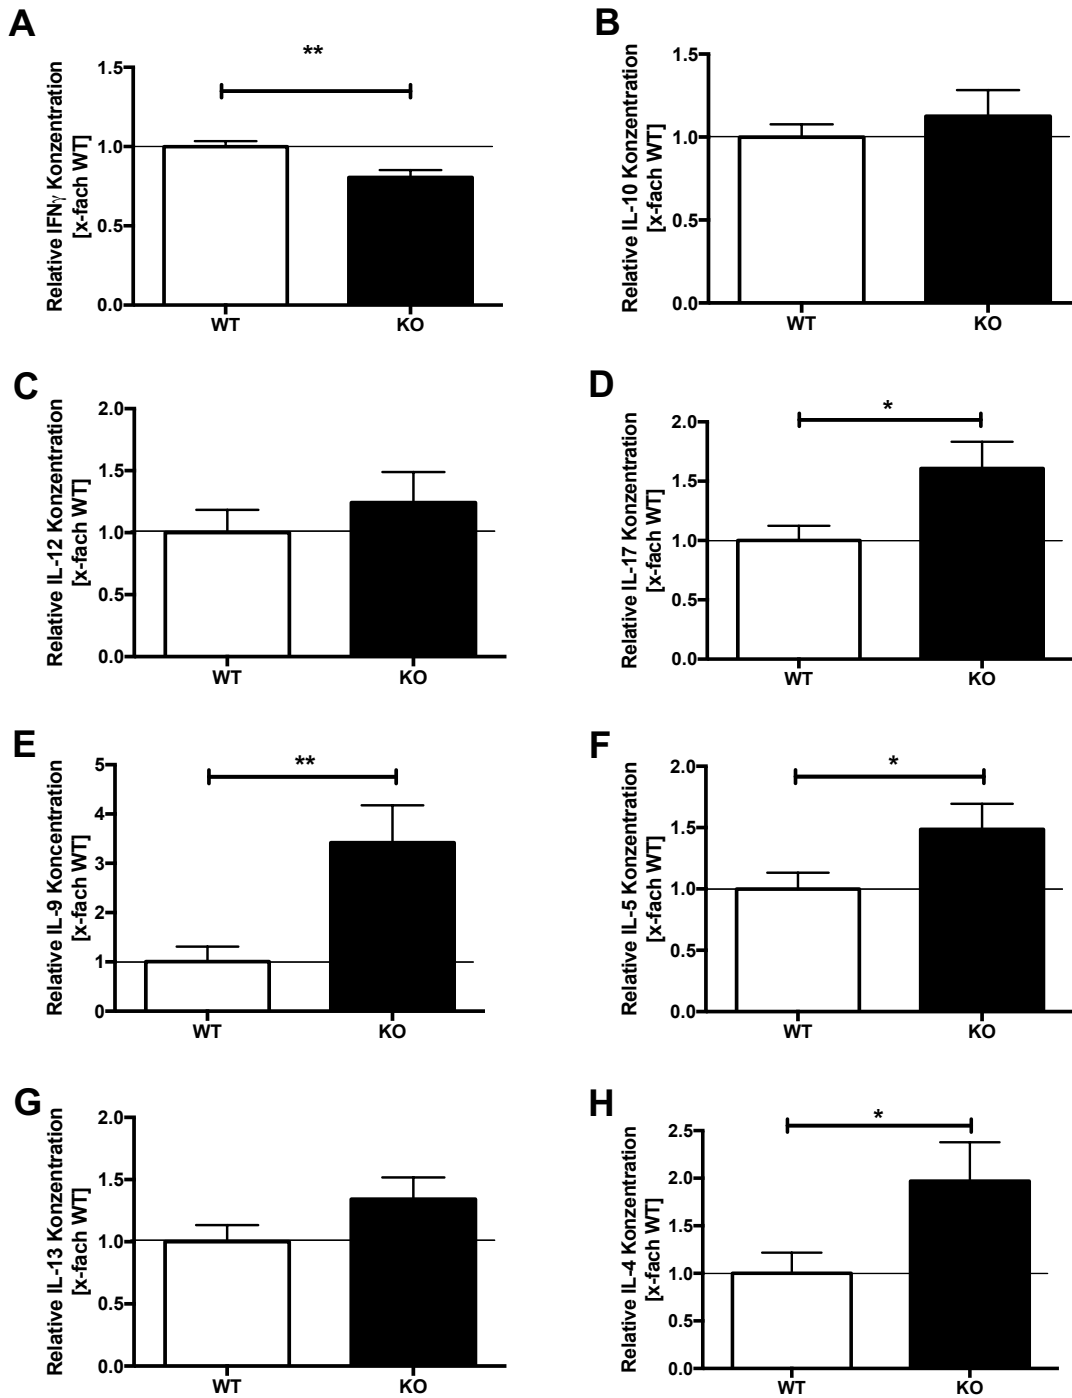 A
Relative IFNγ Konzentration
[x-fach WT]
1.5
1.0
0.5
0.0
**
WT
KO
B
Relative IL-10 Konzentration
[x-fach WT]
1.5
1.0
0.5
0.0
WT
KO
C
Relative IL-12 Konzentration
[x-fach WT]
2.0
1.5
1.0
0.5
0.0
WT
KO
D
Relative IL-17 Konzentration
[x-fach WT]
2.0
1.5
1.0
0.5
0.0
*
WT
KO
E
Relative IL-9 Koncentration
[x-fach WT]
5
4
3
2
1
0
**
WT
KO
F
Relative IL-5 Konzentration
[x-fach WT]
2.0
1.5
1.0
0.5
0.0
*
WT
KO
G
Relative IL-13 Konzentration
[x-fach WT]
2.0
1.5
1.0
0.5
0.0
WT
KO
H
Relative IL-4 Konzentration
[x-fach WT]
2.5
2.0
1.5
1.0
0.5
0.0
*
WT
KO